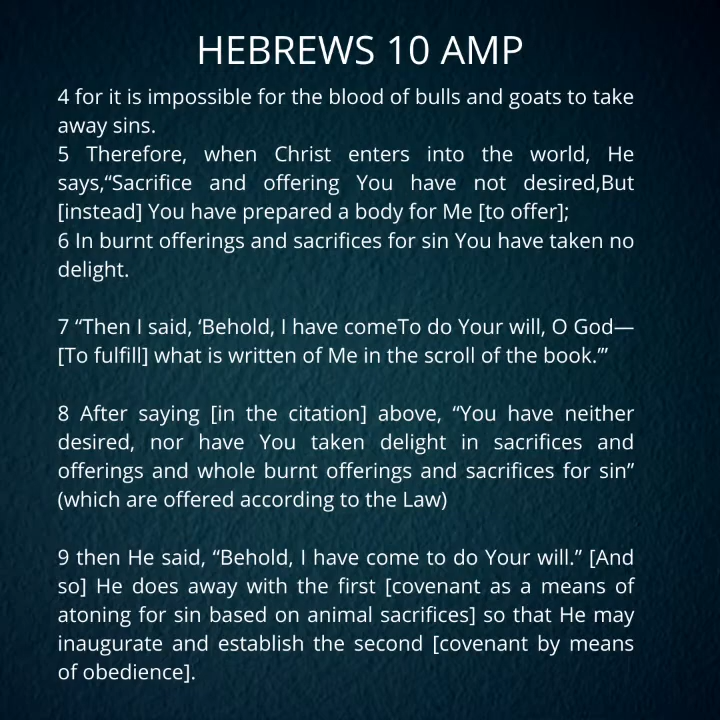 HEBREWS 10 AMP
4 for it is impossible for the blood of bulls and goats to take
away sins.
5 Therefore, when Christ enters into the world, He
says,“Sacrifice and offering You have not desired,But
[instead] You have prepared a body for Me [to offer];
6 In burnt offerings and sacrifices for sin You have taken no
delight.
7 “Then I said, ‘Behold, I have comeTo do Your will, O God—
[To fulfill] what is written of Me in the scroll of the book.’”
8 After saying [in the citation] above, “You have neither
desired, nor have You taken delight in sacrifices and
offerings and whole burnt offerings and sacrifices for sin”
(which are offered according to the Law)
9 then He said, “Behold, I have come to do Your will.” [And
so] He does away with the first [covenant as a means of
atoning for sin based on animal sacrifices] so that He may
inaugurate and establish the second [covenant by means
of obedience].